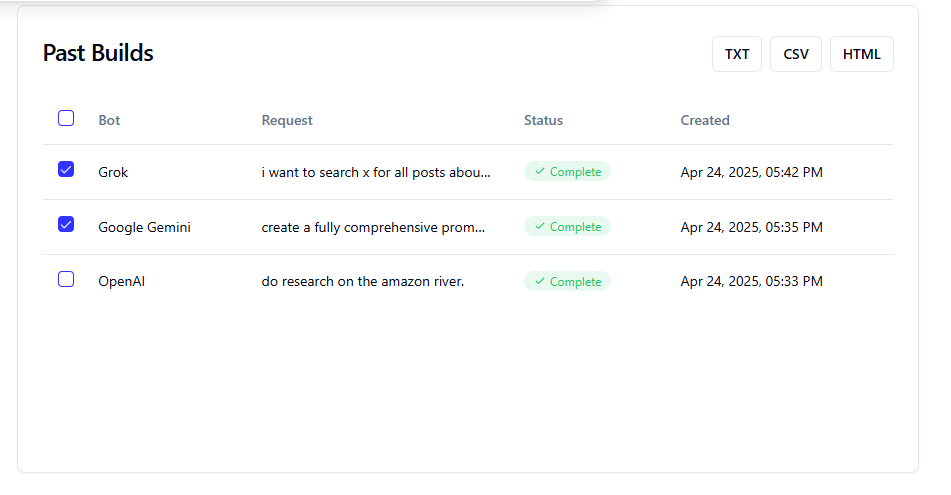 Past Builds
TXT CSV HTML
Bot Request Status Created
Grok i want to search x for all posts abou... Complete Apr 24, 2025, 05:42 PM
Google Gemini create a fully comprehensive prom... Complete Apr 24, 2025, 05:35 PM
OpenAI do research on the amazon river. Complete Apr 24, 2025, 05:33 PM